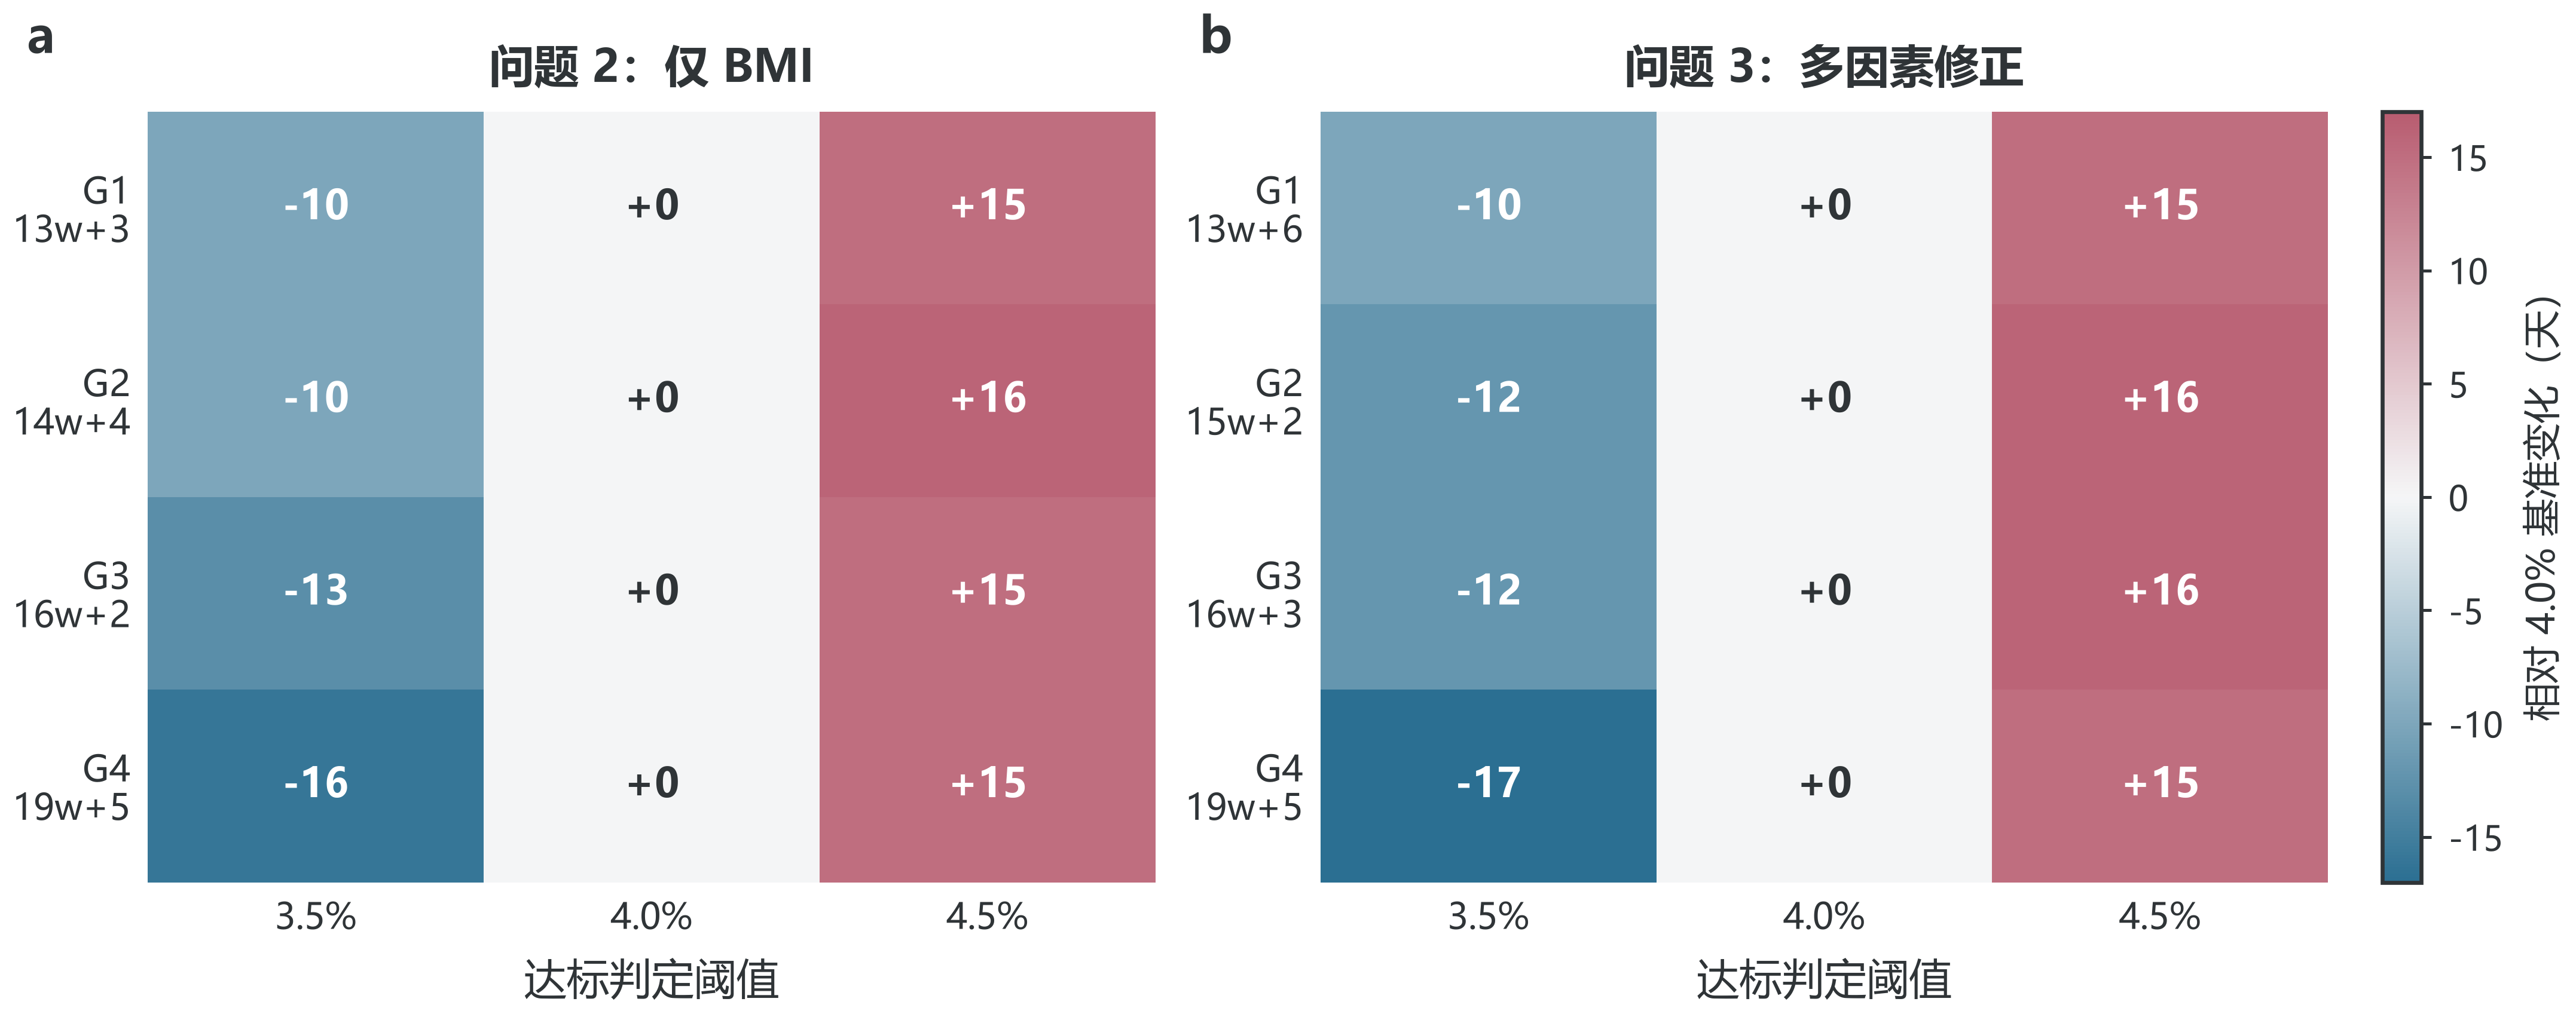 a
问题 2：仅 BMI
G1
13w+3
-10
+0
+15
G2
14w+4
-10
+0
+16
G3
16w+2
-13
+0
+15
G4
19w+5
-16
+0
+15
3.5%
4.0%
4.5%
达标判定阈值
b
问题 3：多因素修正
G1
13w+6
-10
+0
+15
G2
15w+2
-12
+0
+16
G3
16w+3
-12
+0
+16
G4
19w+5
-17
+0
+15
3.5%
4.0%
4.5%
达标判定阈值
15
10
5
0
-5
-10
-15
相对 4.0% 基准变化（天）